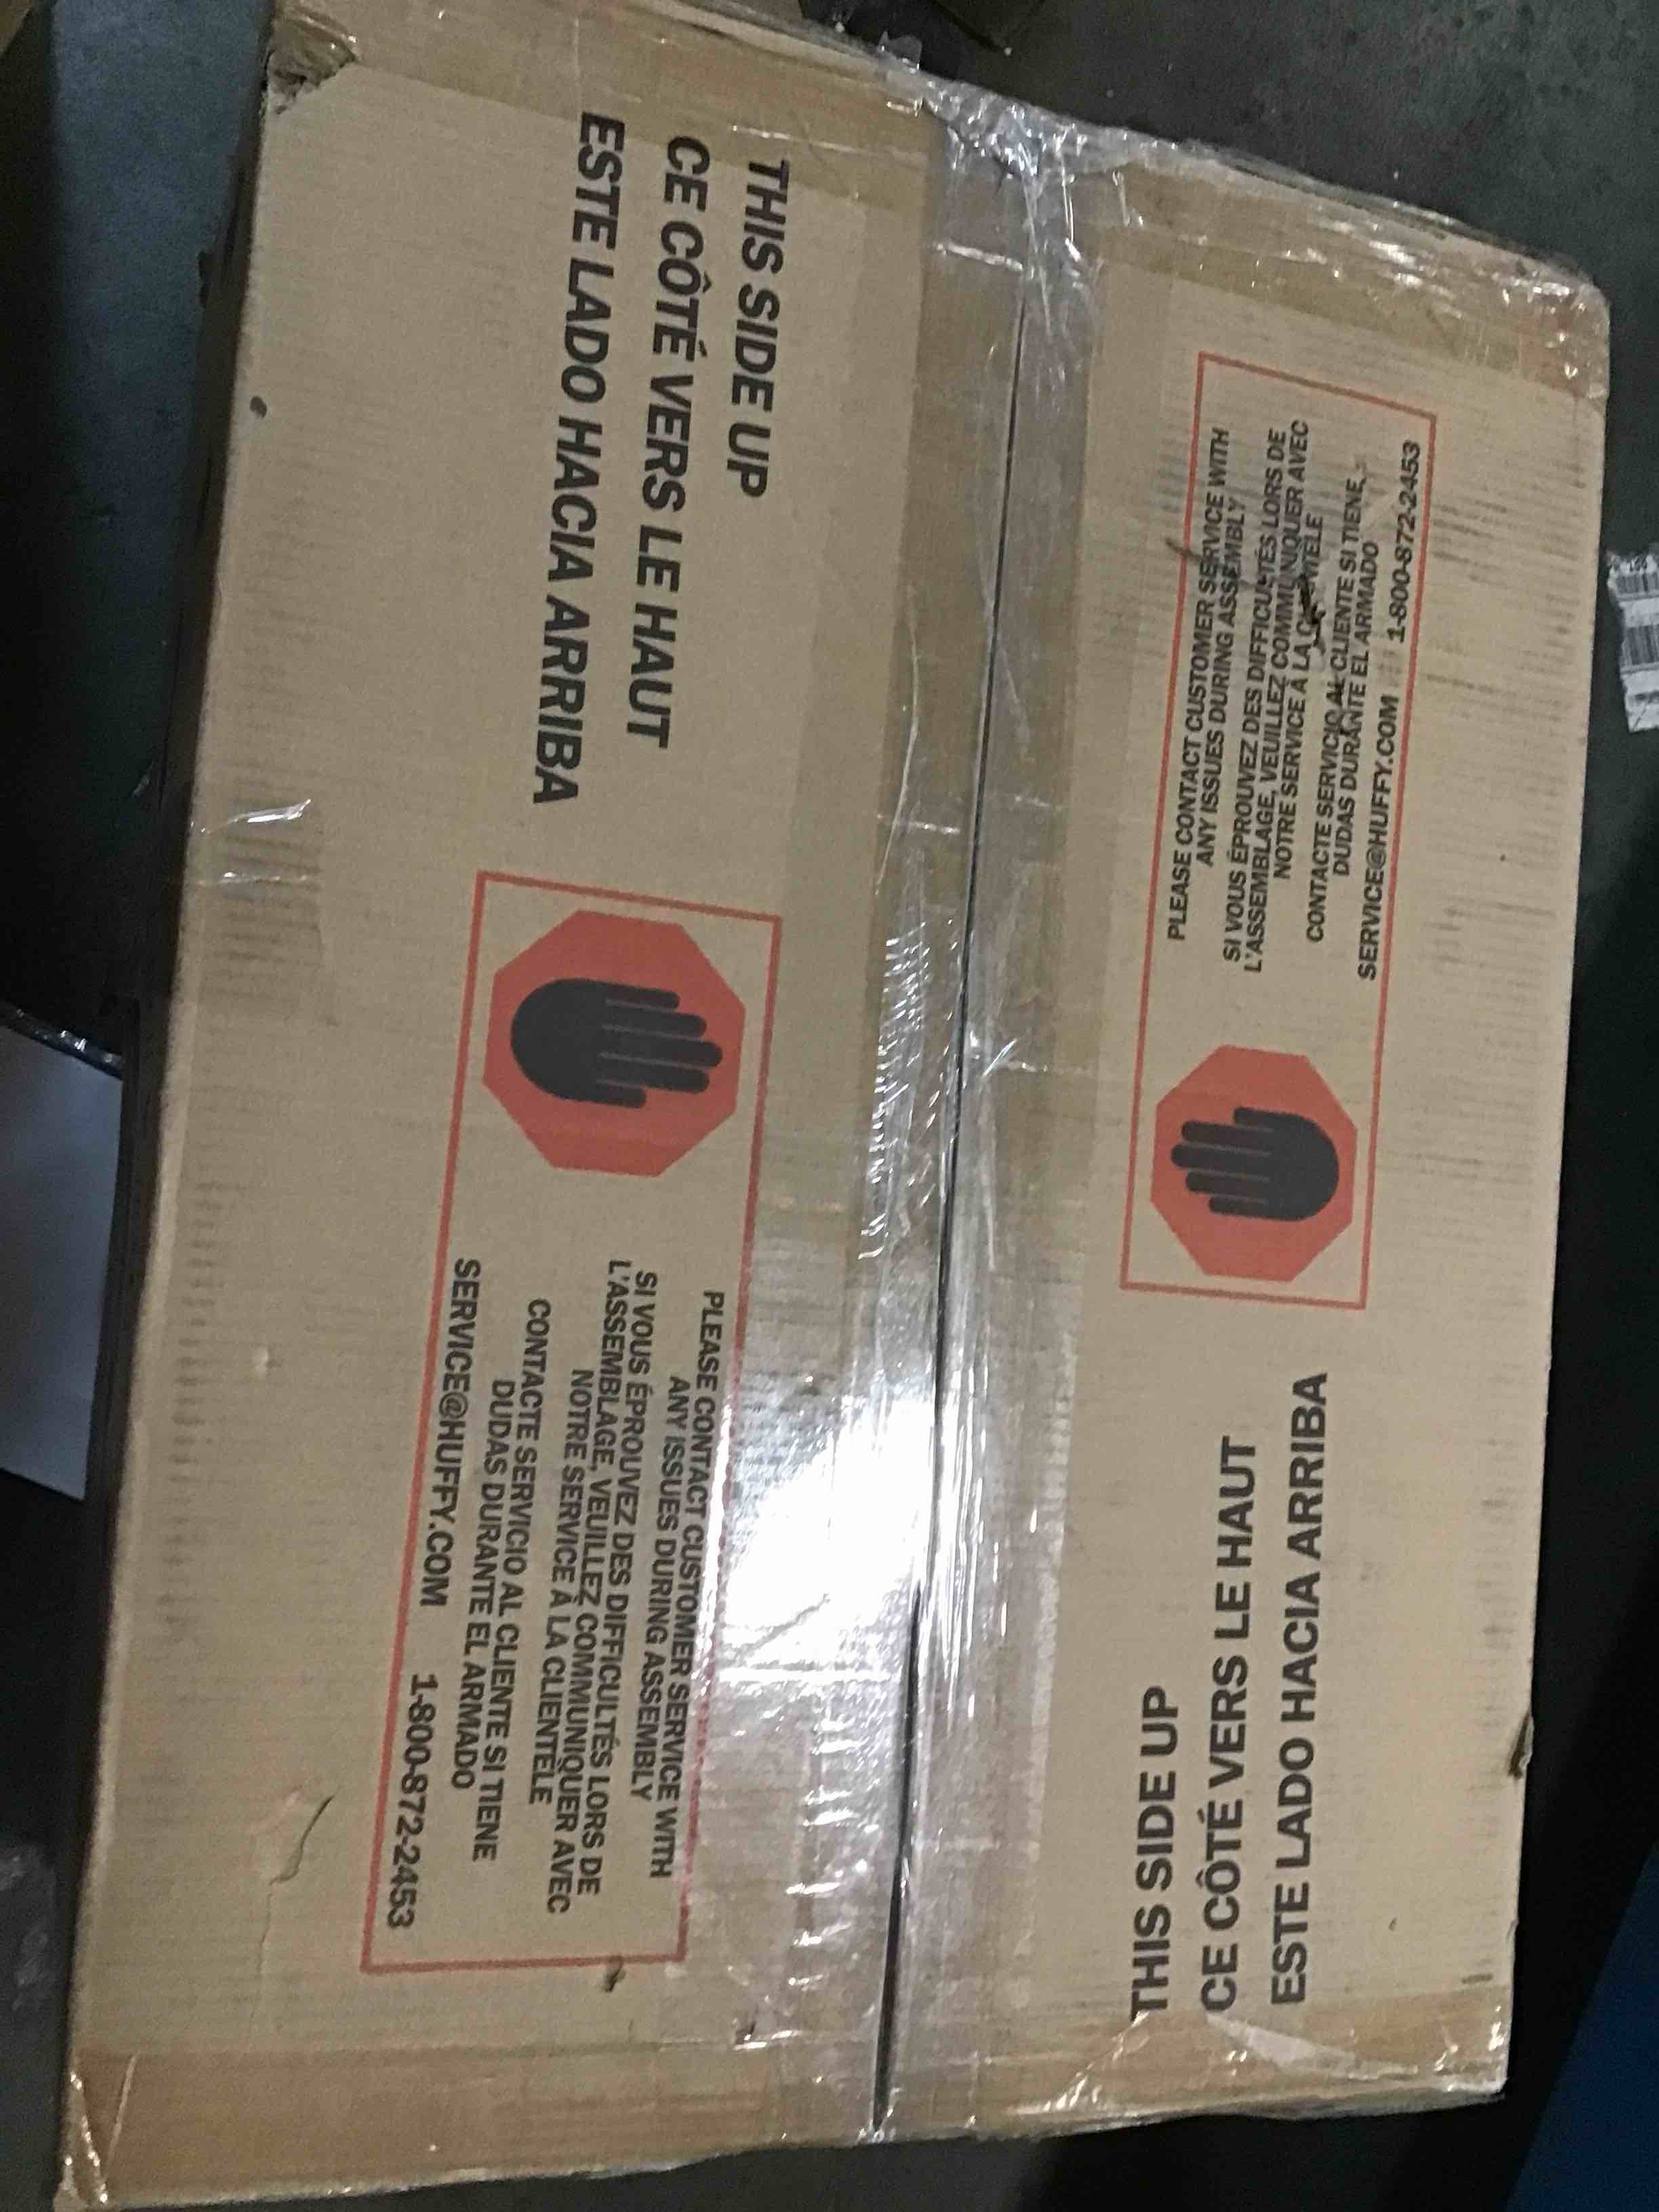 THIS SIDE UP
CE CÔTÉ VERS LE HAUT
ESTE LADO HACIA ARRIBA
PLEASE CONTACT CUSTOMER SERVICE WITH
ANY ISSUES DURING ASSEMBLY
SI VOUS ÉPROUVEZ DES DIFFICULTÉS LORS DE
L'ASSEMBLAGE, VEUILLEZ COMMUNIQUER AVEC
NOTRE SERVICE À LA CLIENTÈLE
CONTACTE SERVICIO AL CLIENTE SI TIENE
DUDAS DURANTE EL ARMADO
SERVICE@HUFFY.COM 1-800-872-2453
PLEASE CONTACT CUSTOMER SERVICE WITH
ANY ISSUES DURING ASSEMBLY
SI VOUS ÉPROUVEZ DES DIFFICULTÉS LORS DE
L'ASSEMBLAGE, VEUILLEZ COMMUNIQUER AVEC
NOTRE SERVICE À LA CLIENTÈLE
CONTACTE SERVICIO AL CLIENTE SI TIENE
DUDAS DURANTE EL ARMADO
SERVICE@HUFFY.COM 1-800-872-2453
THIS SIDE UP
CE CÔTÉ VERS LE HAUT
ESTE LADO HACIA ARRIBA